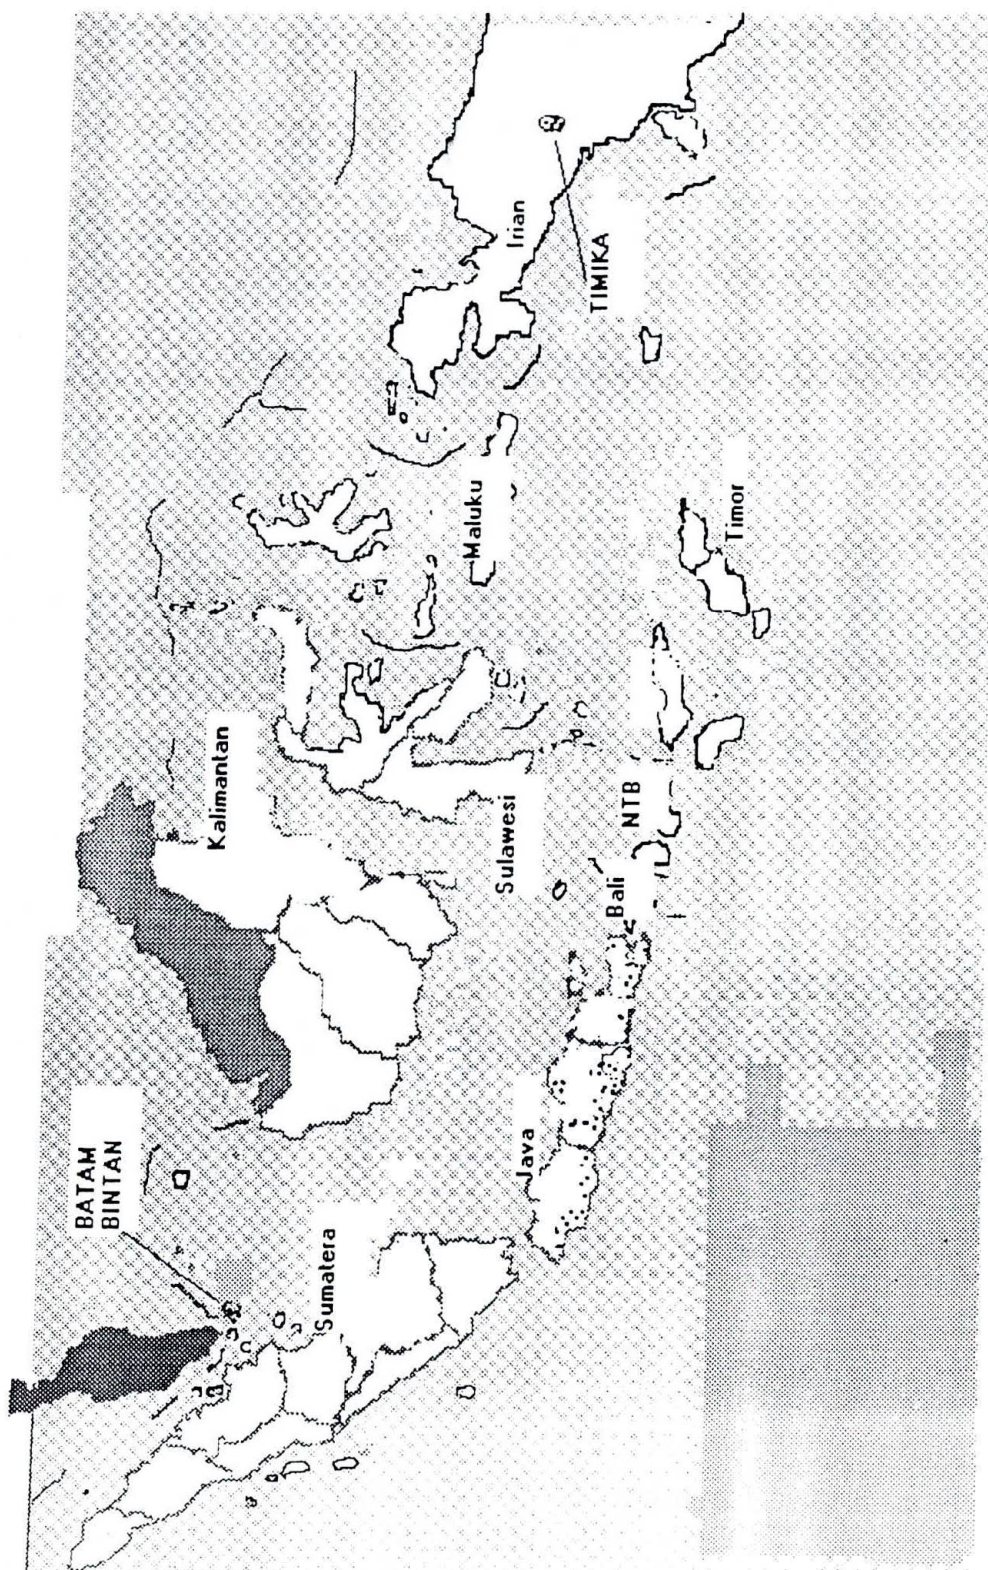 BATAM
BINTAN
Kalimantan
Sumatera
Java
Bali
NTB
Sulawesi
Maluku
Timor
Irian
TIMIKA